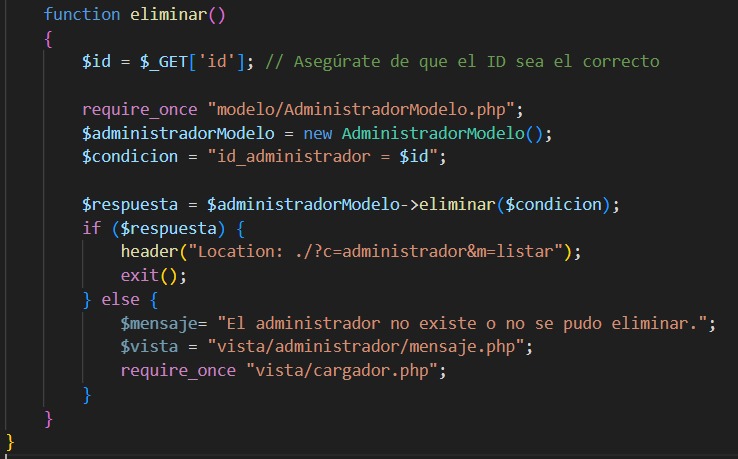 function eliminar()
{
$id = $_GET['id']; // Asegúrate de que el ID sea el correcto
require_once "modelo/AdministradorModelo.php";
$administradorModelo = new AdministradorModelo();
$condicion = "id_administrador = $id";
$respuesta = $administradorModelo->eliminar($condicion);
if ($respuesta) {
header("Location: ./?c=administrador&m=listar");
exit();
} else {
$mensaje= "El administrador no existe o no se pudo eliminar.";
$vista = "vista/administrador/mensaje.php";
require_once "vista/cargador.php";
}
}
}